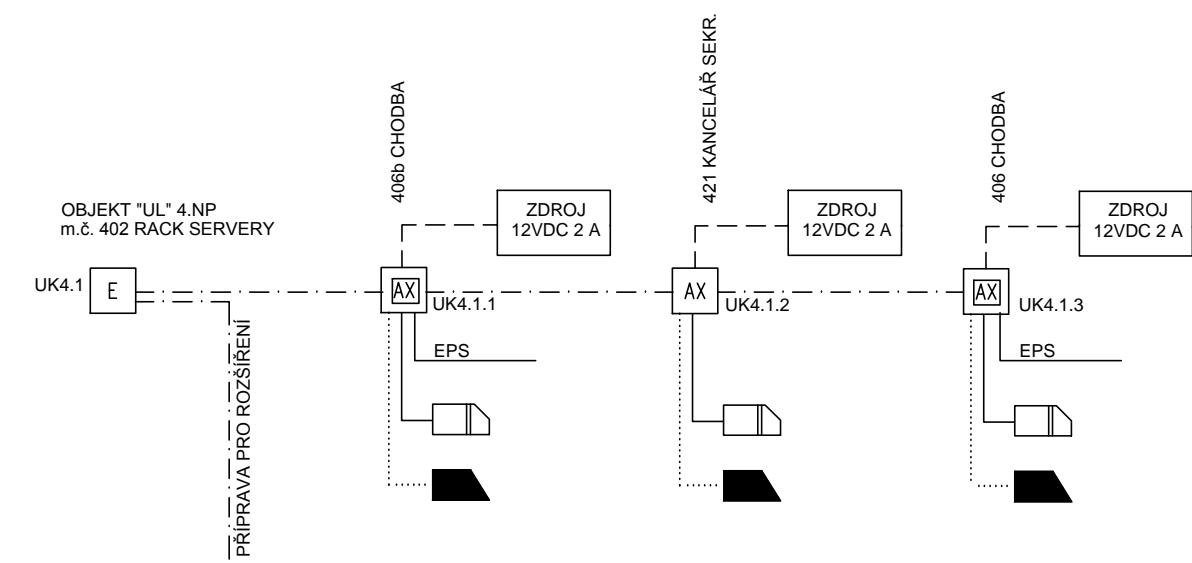 OBJEKT "UL" 4.NP
m.č. 402 RACK SERVERY
UK4.1
E
PŘÍPRAVA PRO ROZŠÍŘENÍ
406b CHODBA
ZDROJ
12VDC 2 A
AX
UK4.1.1
EPS
421 KANCELÁŘ SEKR.
ZDROJ
12VDC 2 A
AX
UK4.1.2
406 CHODBA
ZDROJ
12VDC 2 A
AX
UK4.1.3
EPS